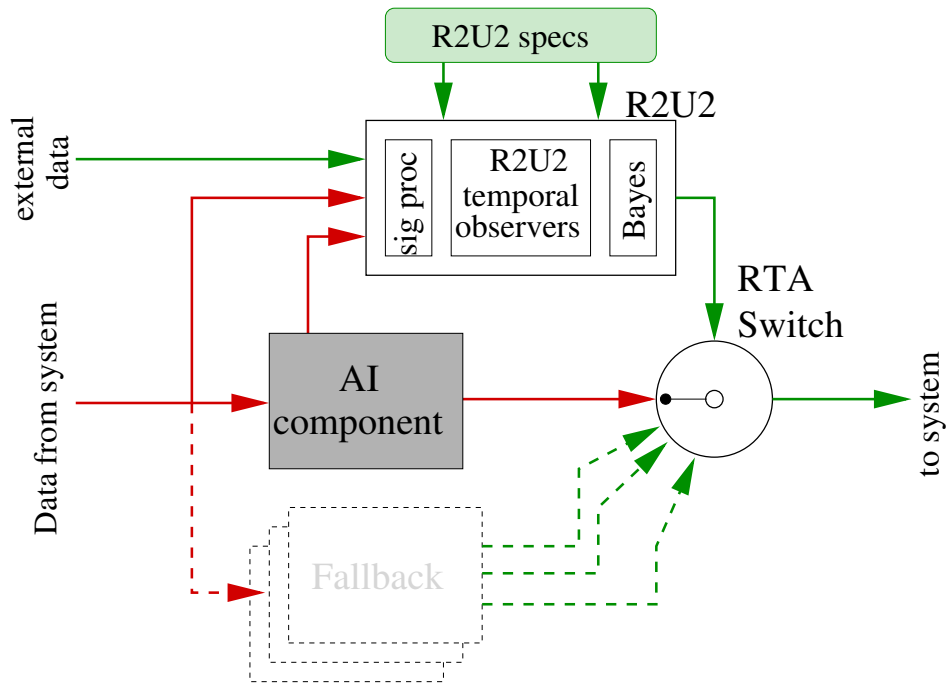 R2U2 specs
R2U2
external
data
sig proc
R2U2
temporal
observers
Bayes
RTA
Switch
Data from system
AI
component
to system
Fallback